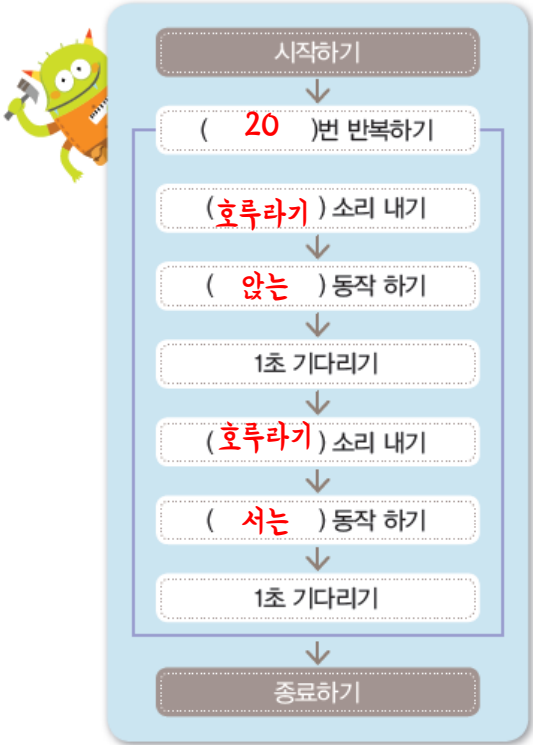 시작하기
( 20 )번 반복하기
(호루라기) 소리 내기
( 앉는 ) 동작 하기
1초 기다리기
(호루라기) 소리 내기
( 서는 ) 동작 하기
1초 기다리기
종료하기